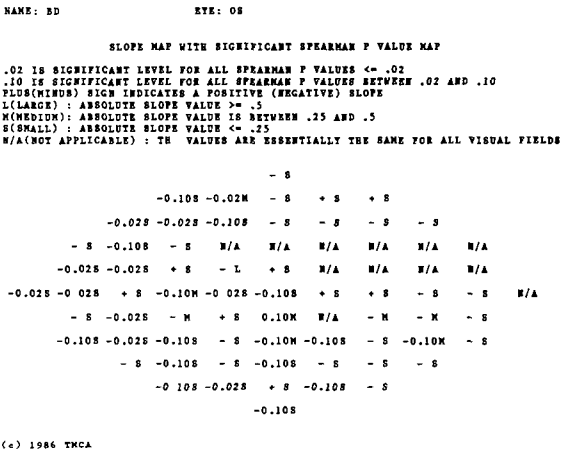 NAME: BD EYE: OS
SLOPE MAP WITH SIGNIFICANT SPEARMAN P VALUE MAP
.02 IS SIGNIFICANT LEVEL FOR ALL SPEARMAN P VALUES <= .02
.10 IS SIGNIFICANT LEVEL FOR ALL SPEARMAN P VALUES BETWEEN .02 AND .10
PLUS(MINUS) SIGN INDICATES A POSITIVE (NEGATIVE) SLOPE
L(LARGE) : ABSOLUTE SLOPE VALUE >= .5
M(MEDIUM): ABSOLUTE SLOPE VALUE IS BETWEEN .25 AND .5
S(SMALL) : ABSOLUTE SLOPE VALUE <= .25
N/A(NOT APPLICABLE) : TH VALUES ARE ESSENTIALLY THE SAME FOR ALL VISUAL FIELDS
- S
-0.10S -0.02M - S + S + S
-0.02S -0.02S -0.10S - S - S - S - S
- S -0.10S - S N/A N/A N/A N/A N/A N/A
-0.02S -0.02S + S - L + S N/A N/A N/A N/A
-0.02S -0 02S + S -0.10M -0 02S -0.10S + S + S - S - S N/A
- S -0.02S - M + S 0.10M N/A - M - M - S
-0.10S -0.02S -0.10S - S -0.10M -0.10S - S -0.10M - S
- S -0.10S - S -0.10S - S - S - S
-0 10S -0.02S + S -0.10S - S
-0.10S
(c) 1986 TMCA